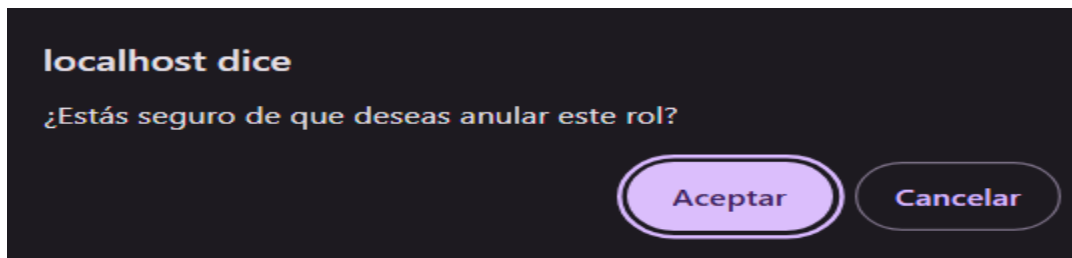 localhost dice
¿Estás seguro de que deseas anular este rol?
Aceptar Cancelar